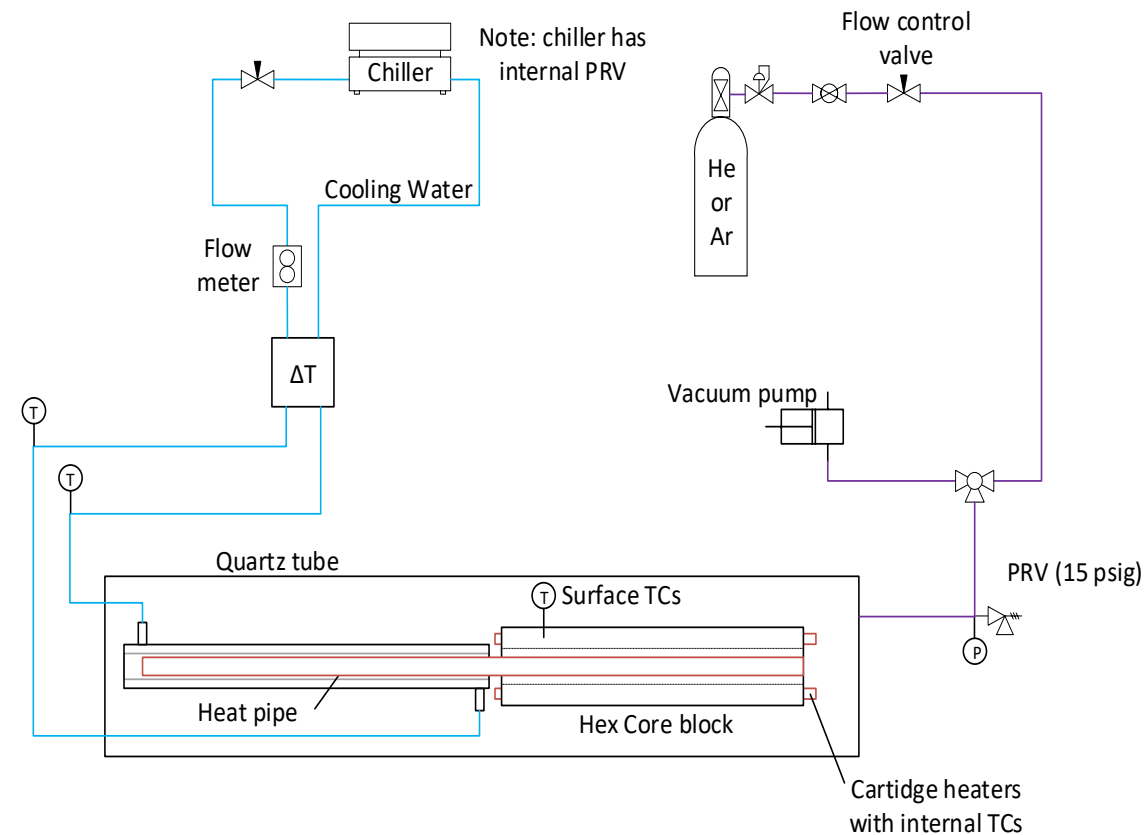 Note: chiller has
internal PRV
Chiller
Flow control
valve
He
or
Ar
Cooling Water
Flow
meter
ΔT
T
T
Vacuum pump
Quartz tube
PRV (15 psig)
T
Surface TCs
P
Heat pipe
Hex Core block
Cartidge heaters
with internal TCs